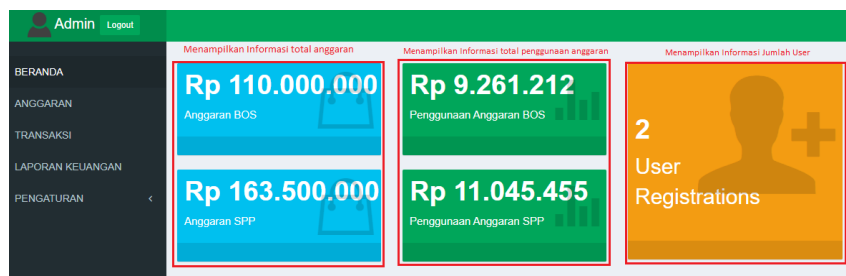 Admin Logout
BERANDA
ANGGARAN
TRANSAKSI
LAPORAN KEUANGAN
PENGATURAN
Menampilkan Informasi total anggaran
Rp 110.000.000
Anggaran BOS
Rp 163.500.000
Anggaran SPP
Menampilkan Informasi total penggunaan anggaran
Rp 9.261.212
Penggunaan Anggaran BOS
Rp 11.045.455
Penggunaan Anggaran SPP
Menampilkan Informasi Jumlah User
2
User
Registrations